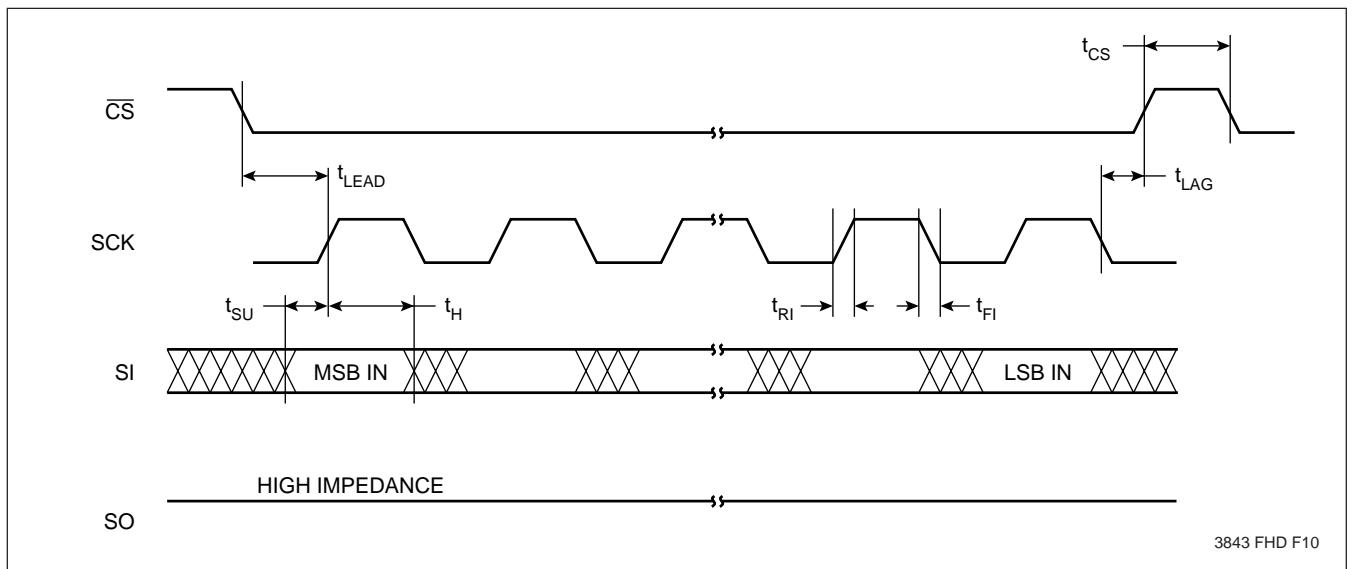 tCS
C̅S̅
tLEAD
tLAG
SCK
tSU
tH
tRI
tFI
SI
MSB IN
LSB IN
HIGH IMPEDANCE
SO
3843 FHD F10